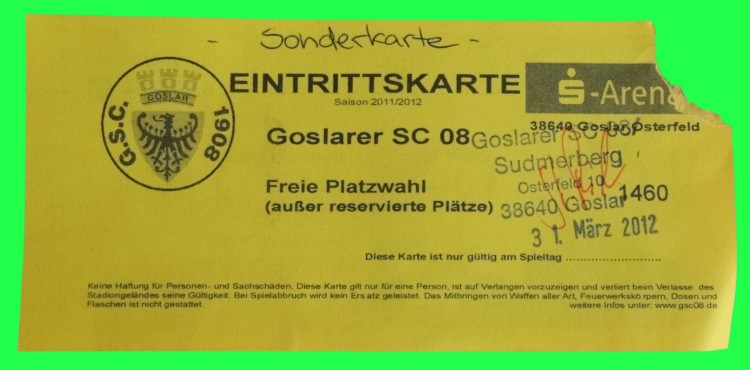 - Sonderkarte -
G.S.C. 1908
GOSLAR
EINTRITTSKARTE
Saison 2011/2012
S-Arena
38640 Goslar/Osterfeld
Goslarer SC 08
Goslarer SC 08
Sudmerberg
Freie Platzwahl
Osterfeld 10
1460
(außer reservierte Plätze)
38640 Goslar
31. März 2012
Diese Karte ist nur gültig am Spieltag ..........................
Keine Haftung für Personen- und Sachschäden. Diese Karte gilt nur für eine Person, ist auf Verlangen vorzuzeigen und verliert beim Verlasse des
Stadiongeländes seine Gültigkeit. Bei Spielabbruch wird kein Ersatz geleistet. Das Mitbringen von Waffen aller Art, Feuerwerkskörpern, Dosen und
Flaschen ist nicht gestattet. weitere Infos unter: www.gsc08.de